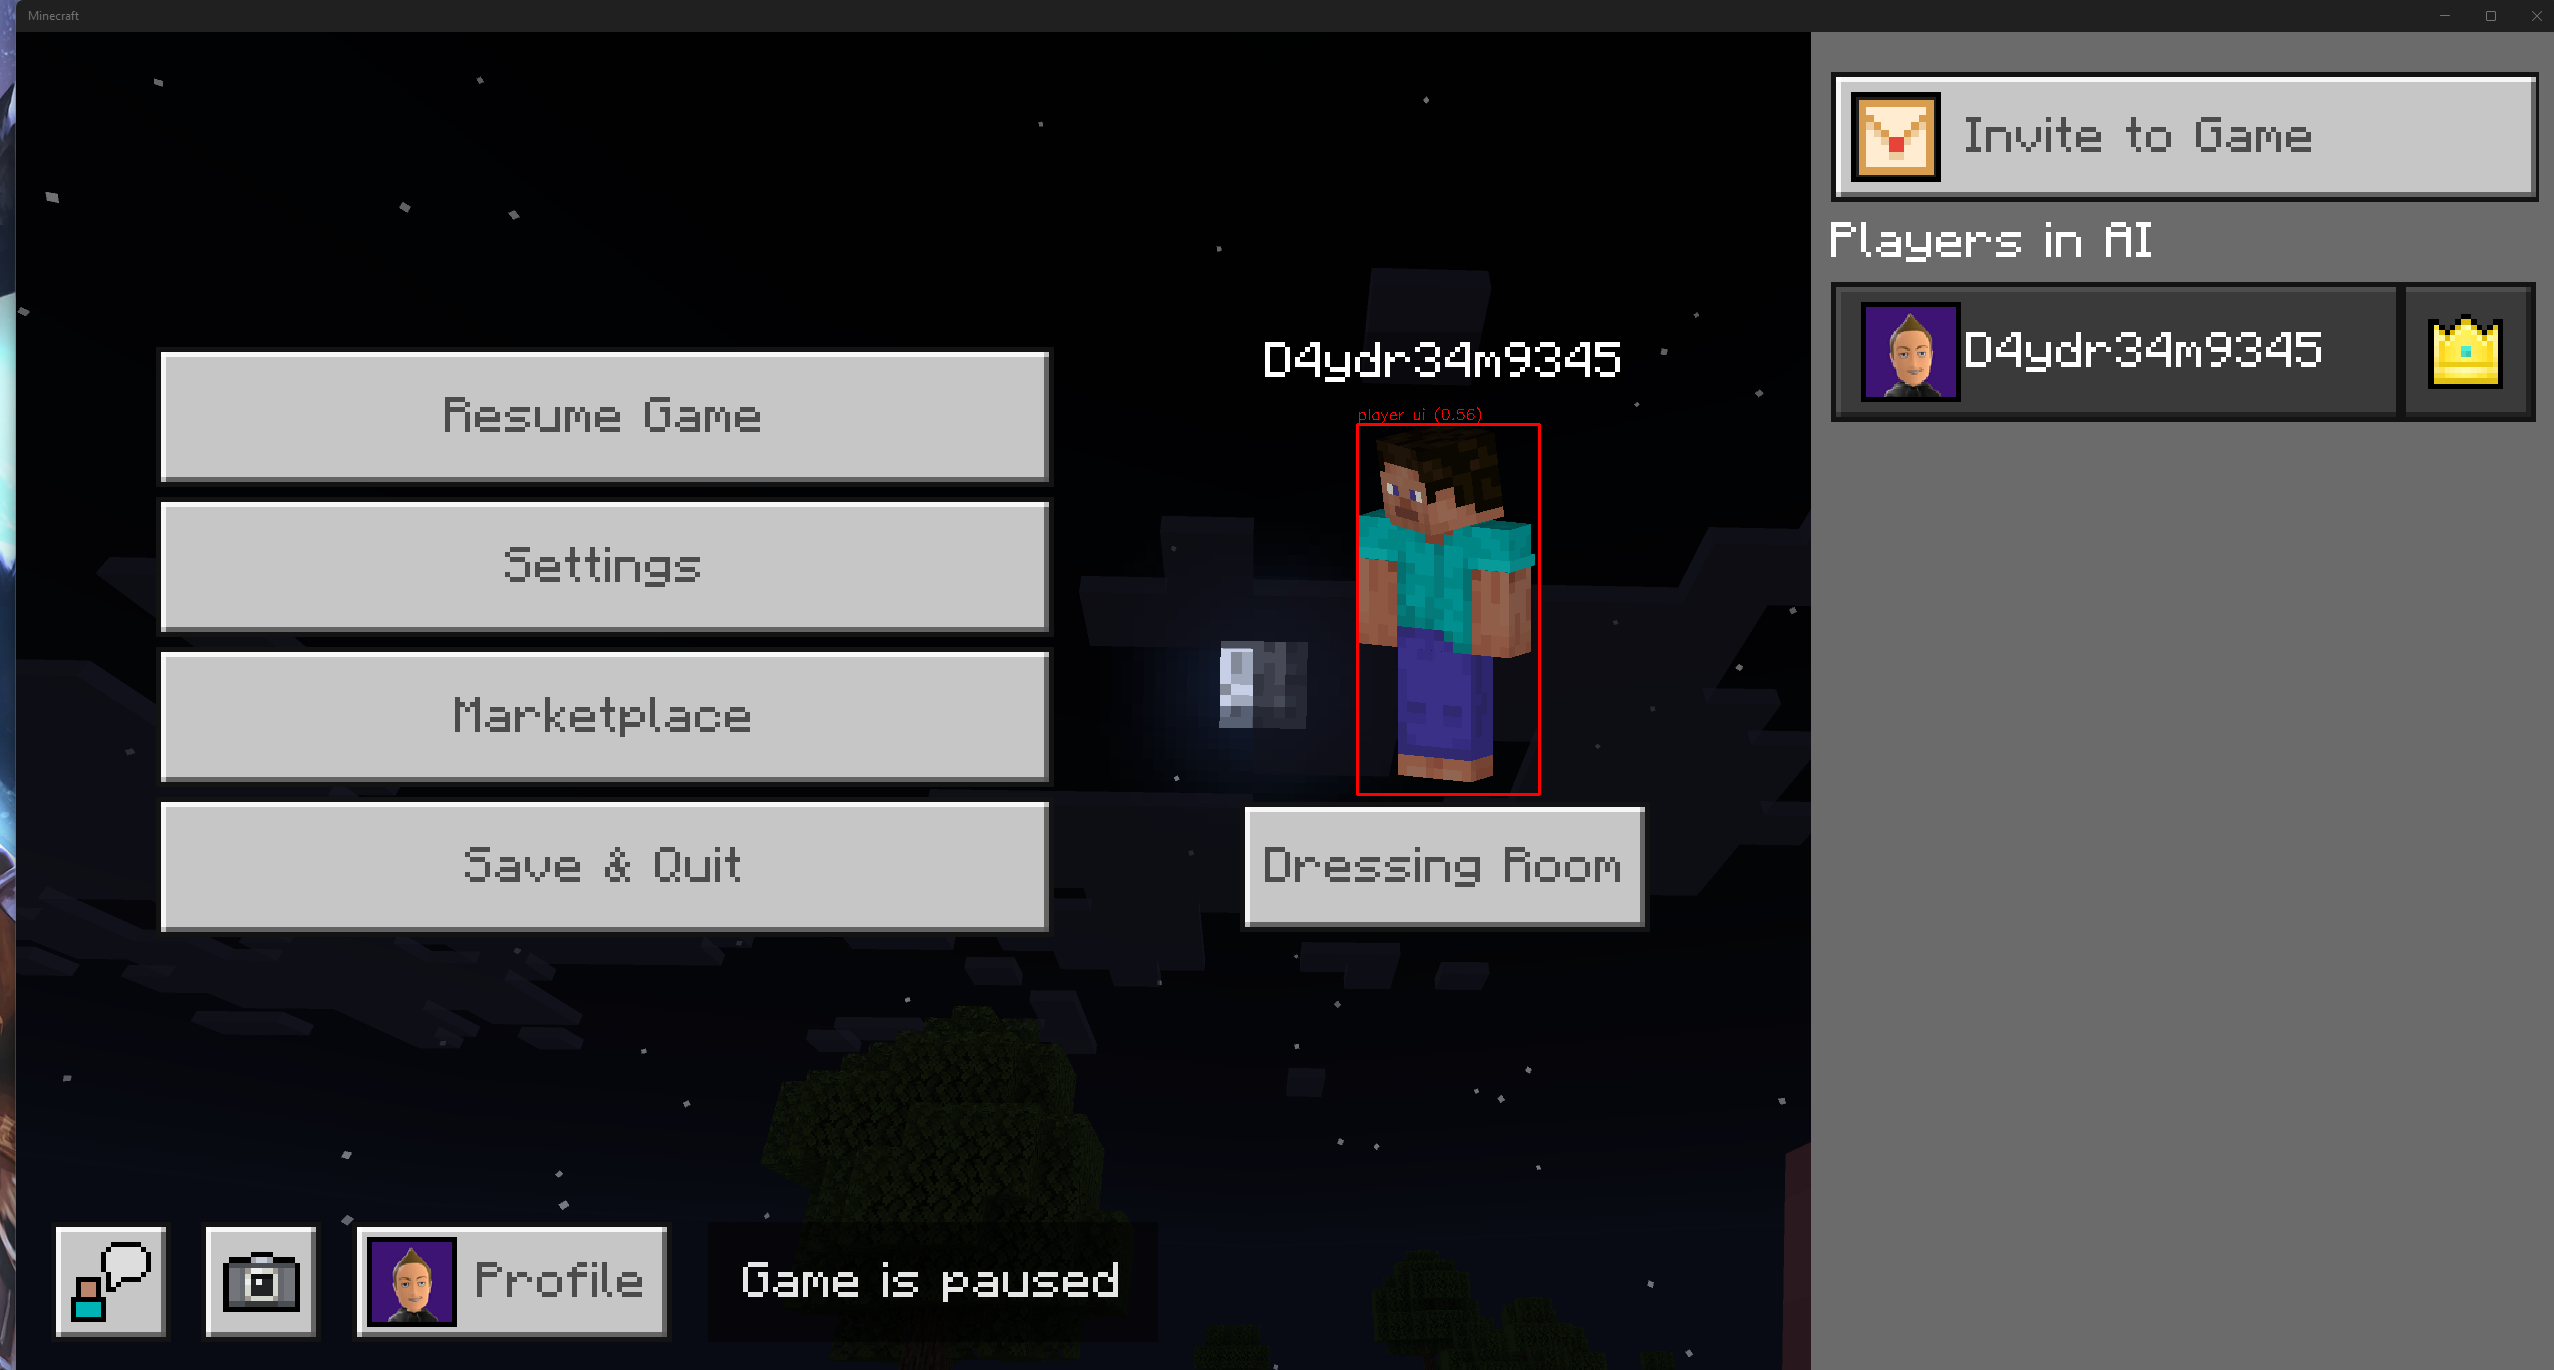 Minecraft
Invite to Game
Players in AI
D4ydr34m9345
D4ydr34m9345
player ui (0.56)
Resume Game
Settings
Marketplace
Save & Quit
Dressing Room
Profile
Game is paused